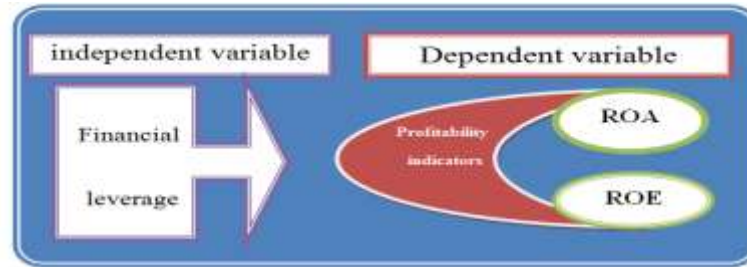 independent variable
Dependent variable
Financial
leverage
Profitability
indicators
ROA
ROE